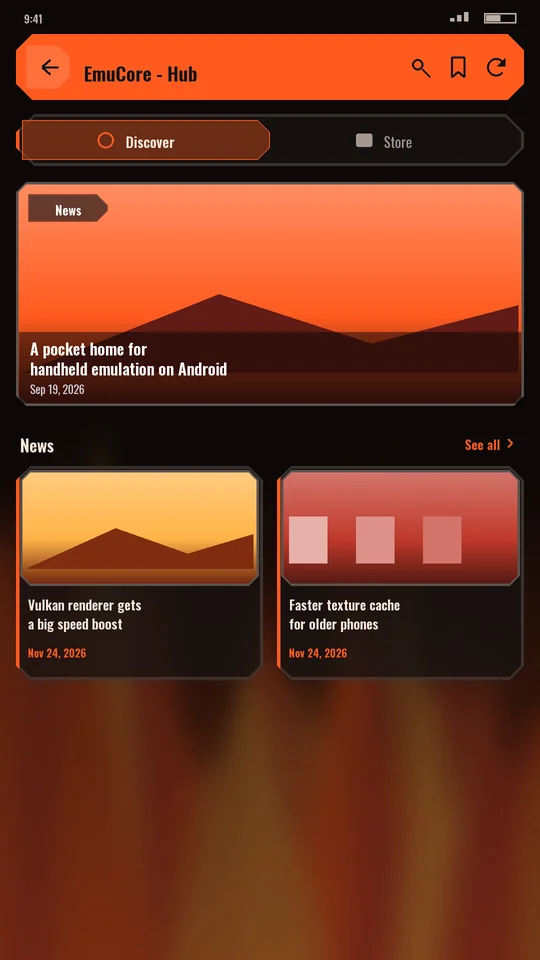 9:41
EmuCore - Hub
Discover
Store
News
A pocket home for
handheld emulation on Android
Sep 19, 2026
News
See all
Vulkan renderer gets
a big speed boost
Nov 24, 2026
Faster texture cache
for older phones
Nov 24, 2026